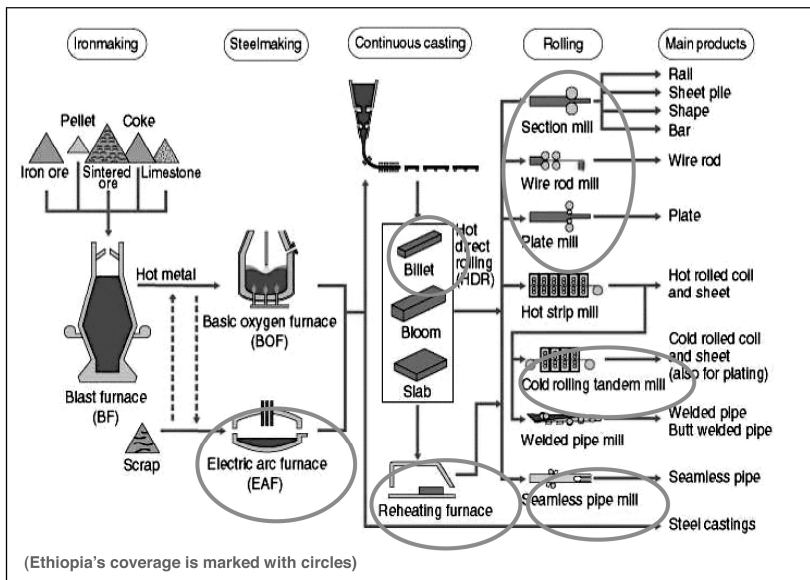 Ironmaking
Steelmaking
Continuous casting
Rolling
Main products
Pellet
Coke
Iron ore
Sintered
ore
Limestone
Hot metal
Blast furnace
(BF)
Scrap
Basic oxygen furnace
(BOF)
Electric arc furnace
(EAF)
Billet
Bloom
Slab
Hot
direct
rolling
(HDR)
Reheating furnace
Section mill
Wire rod mill
Plate mill
Hot strip mill
Cold rolling tandem mill
Welded pipe mill
Seamless pipe mill
Rail
Sheet pile
Shape
Bar
Wire rod
Plate
Hot rolled coil
and sheet
Cold rolled coil
and sheet
(also for plating)
Welded pipe
Butt welded pipe
Seamless pipe
Steel castings
(Ethiopia's coverage is marked with circles)